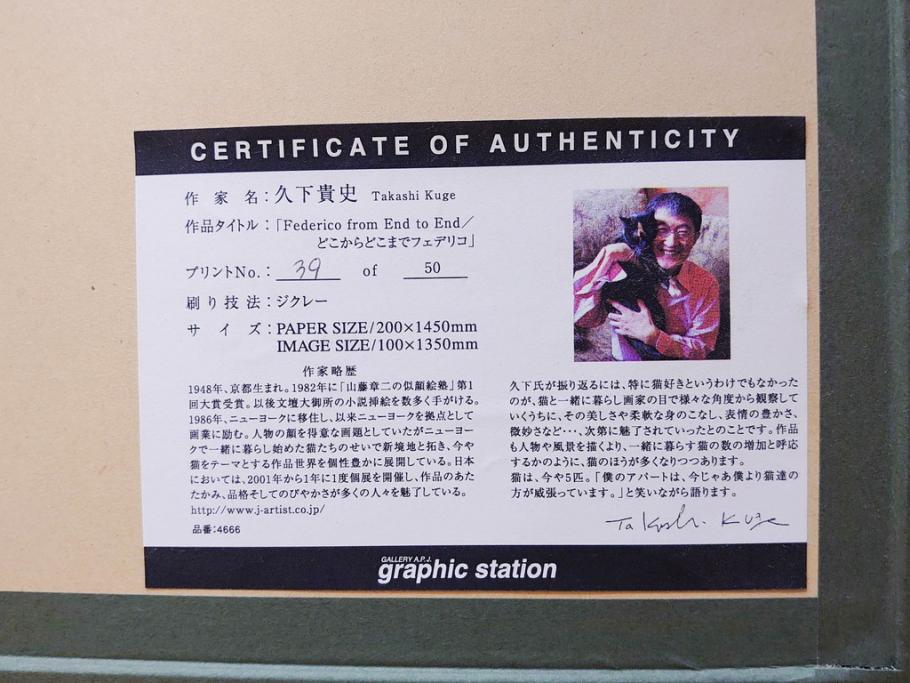 CERTIFICATE OF AUTHENTICITY
作家名：久下貴史 Takashi Kuge
作品タイトル：「Federico from End to End／
どこからどこまでフェデリコ」
プリントNo.： 39 of 50
刷り技法：ジクレー
サイズ：PAPER SIZE/200×1450mm
IMAGE SIZE/100×1350mm
作家略歴
1948年、京都生まれ。1982年に「山藤章二の似顔絵塾」第1
回大賞受賞。以後文壇大御所の小説挿絵を数多く手がける。
1986年、ニューヨークに移住し、以来ニューヨークを拠点として
画業に励む。人物の顔を得意な画題としていたがニューヨー
クで一緒に暮らし始めた猫たちのせいで新境地と拓き、今や
猫をテーマとする作品世界を個性豊かに展開している。日本
においては、2001年から1年に1度個展を開催し、作品のあた
たかみ、品格そしてのびやかさが多くの人々を魅了している。
http://www.j-artist.co.jp/
品番：4666
久下氏が振り返るには、特に猫好きというわけでもなかった
のが、猫と一緒に暮らし画家の目で様々な角度から観察して
いくうちに、その美しさや柔軟な身のこなし、表情の豊かさ、
微妙さなど･･･、次第に魅了されていったとのことです。作品
も人物や風景を描くより、一緒に暮らす猫の数の増加と呼応
するかのように、猫のほうが多くなりつつあります。
猫は、今や5匹。「僕のアパートは、今じゃあ僕より猫達の
方が威張っています。」と笑いながら語ります。
Takashi Kuge
GALLERY A.P.J.
graphic station